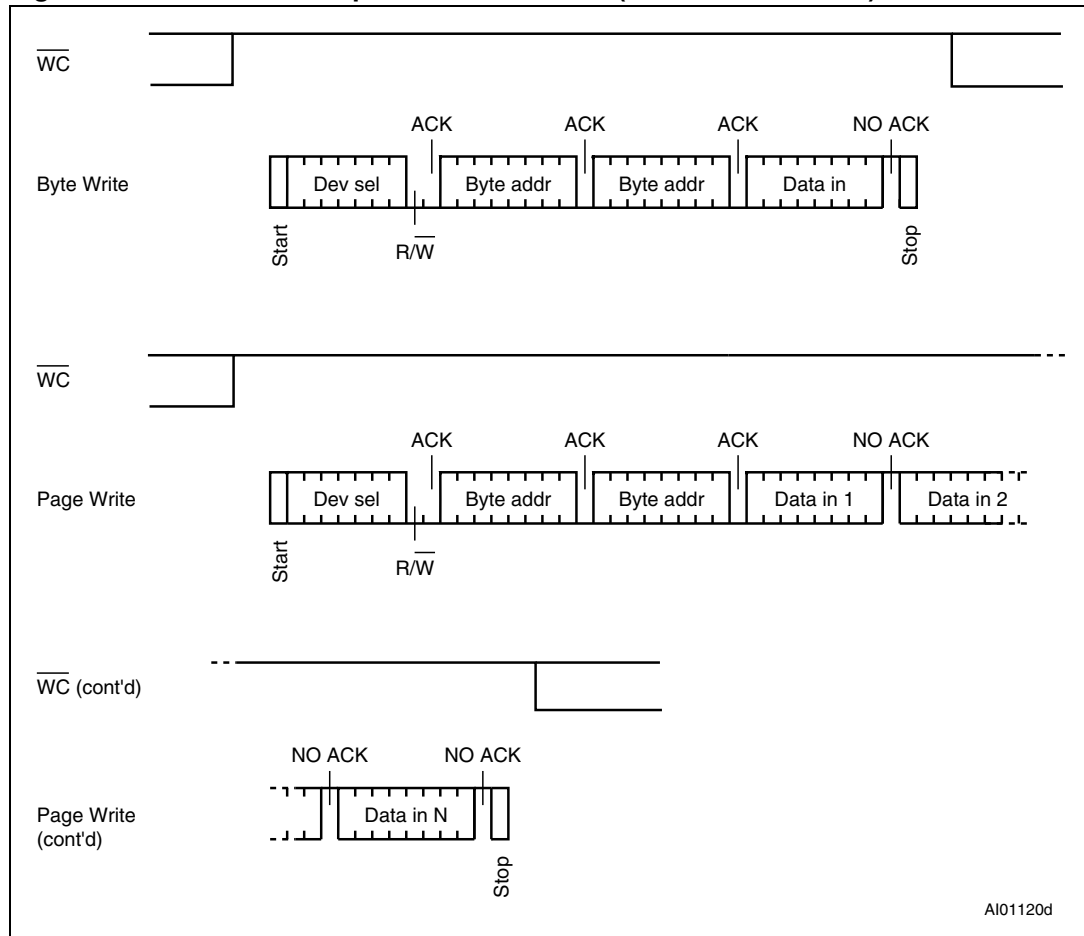 WC
ACK ACK ACK NO ACK
Byte Write Dev sel Byte addr Byte addr Data in
Start R/W Stop
WC
ACK ACK ACK NO ACK
Page Write Dev sel Byte addr Byte addr Data in 1 Data in 2
Start R/W
WC (cont'd)
NO ACK NO ACK
Page Write Data in N
(cont'd)
Stop
AI01120d